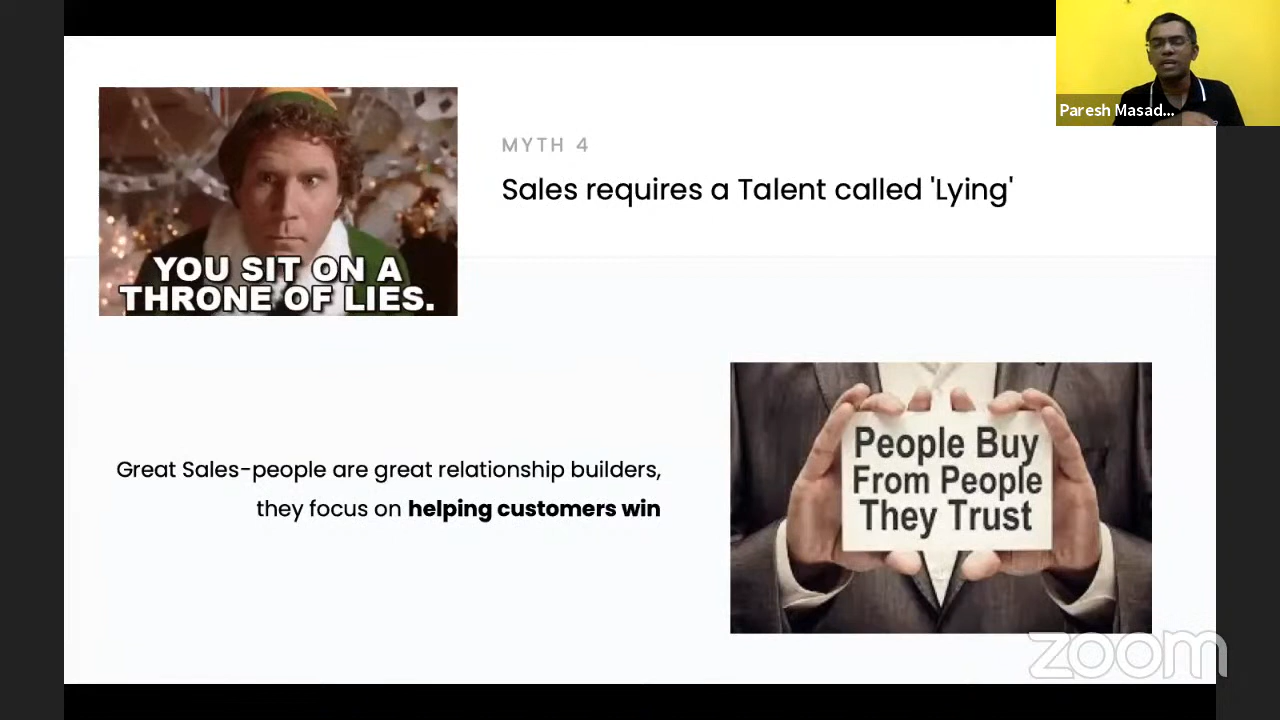 Paresh Masad...
YOU SIT ON A
THRONE OF LIES.
MYTH 4
Sales requires a Talent called 'Lying'
Great Sales-people are great relationship builders,
they focus on helping customers win
People Buy
From People
They Trust
zoom